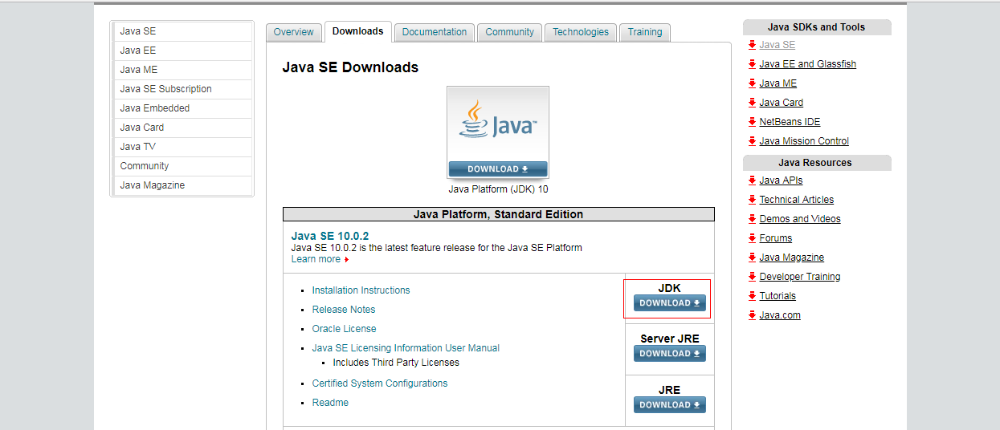 Java SE
Java EE
Java ME
Java SE Subscription
Java Embedded
Java Card
Java TV
Community
Java Magazine
Overview
Downloads
Documentation
Community
Technologies
Training
Java SE Downloads
Java™
DOWNLOAD
Java Platform (JDK) 10
Java Platform, Standard Edition
Java SE 10.0.2
Java SE 10.0.2 is the latest feature release for the Java SE Platform
Learn more
Installation Instructions
Release Notes
Oracle License
Java SE Licensing Information User Manual
Includes Third Party Licenses
Certified System Configurations
Readme
JDK
DOWNLOAD
Server JRE
DOWNLOAD
JRE
DOWNLOAD
Java SDKs and Tools
Java SE
Java EE and Glassfish
Java ME
Java Card
NetBeans IDE
Java Mission Control
Java Resources
Java APIs
Technical Articles
Demos and Videos
Forums
Java Magazine
Developer Training
Tutorials
Java.com